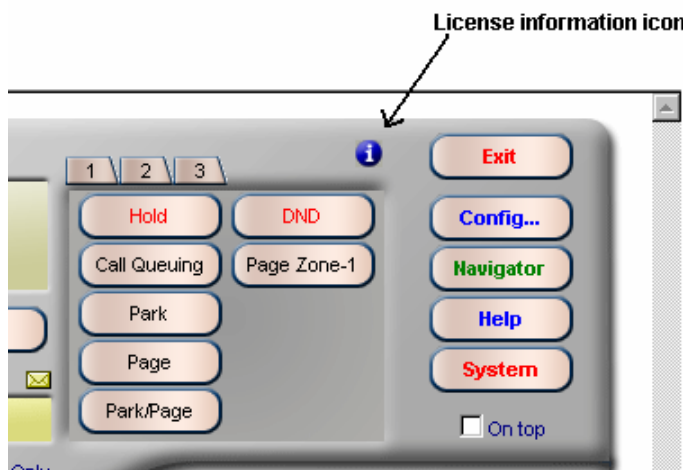 License information icon
i
Exit
1 2 3
Hold DND Config...
Call Queuing Page Zone-1 Navigator
Park Help
Page System
Park/Page On top
Only